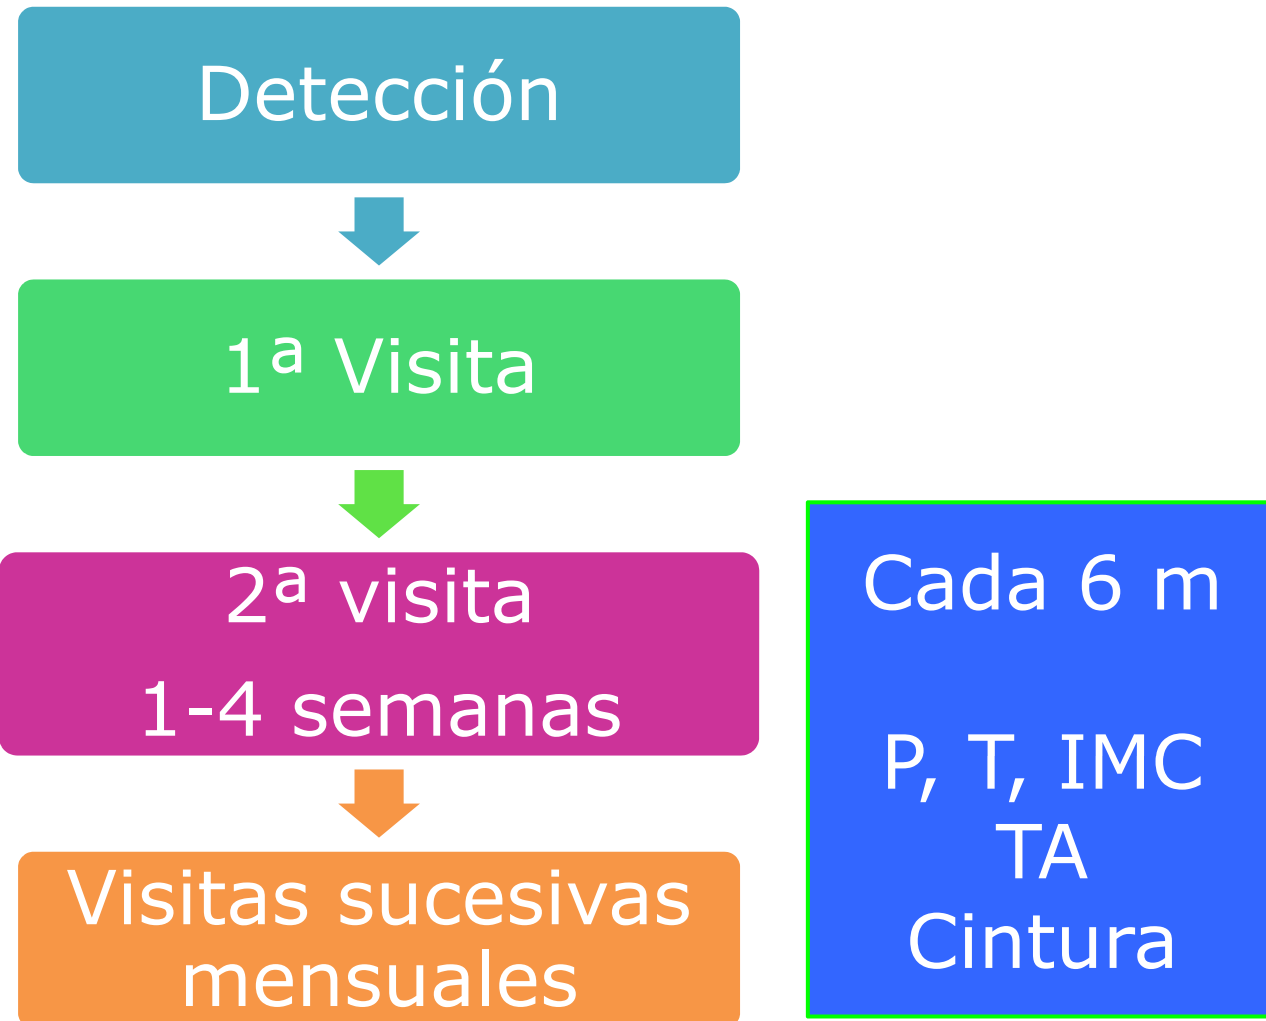 Detección
1ª Visita
2ª visita
1-4 semanas
Visitas sucesivas
mensuales
Cada 6 m
P, T, IMC
TA
Cintura